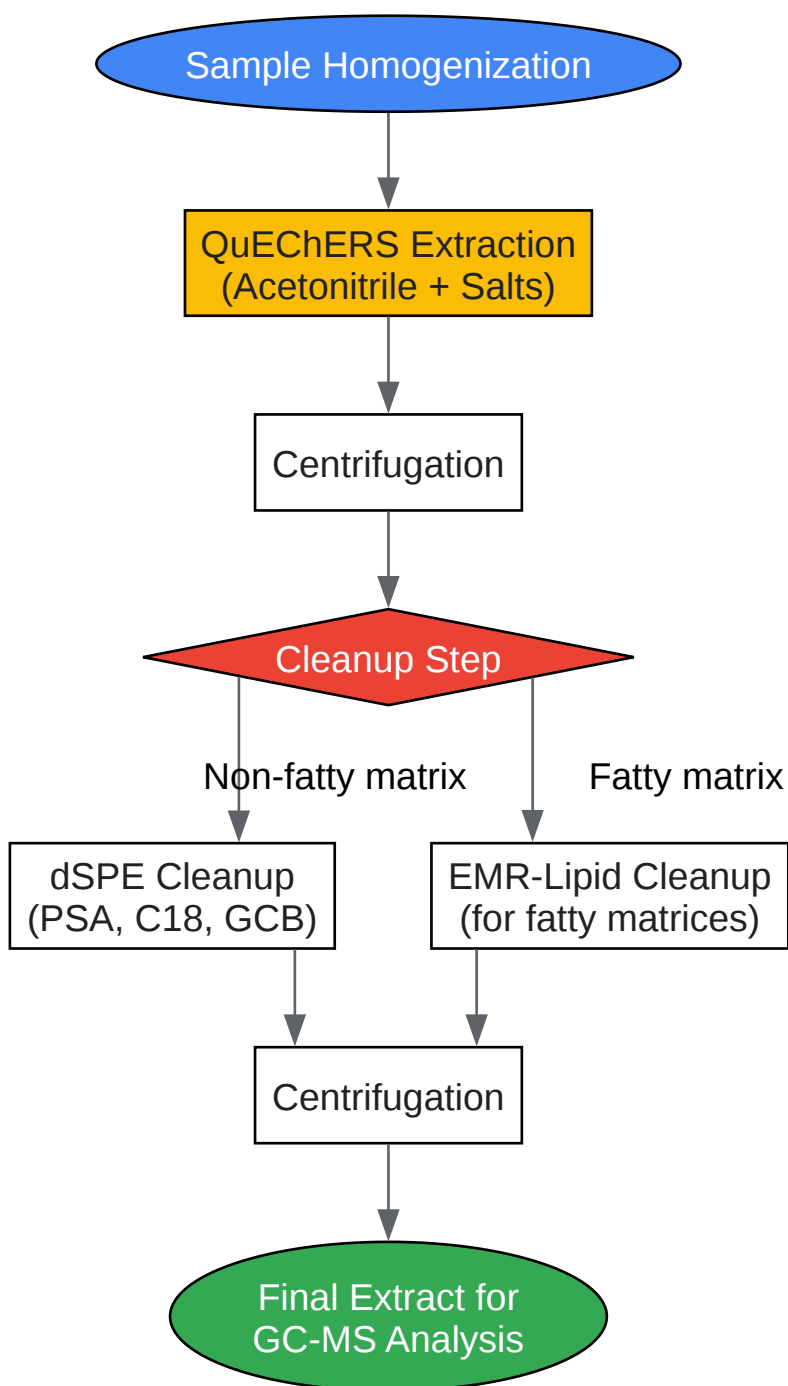 Sample Homogenization
QuEChERS Extraction
(Acetonitrile + Salts)
Centrifugation
Cleanup Step
Non-fatty matrix
Fatty matrix
dSPE Cleanup
(PSA, C18, GCB)
EMR-Lipid Cleanup
(for fatty matrices)
Centrifugation
Final Extract for
GC-MS Analysis